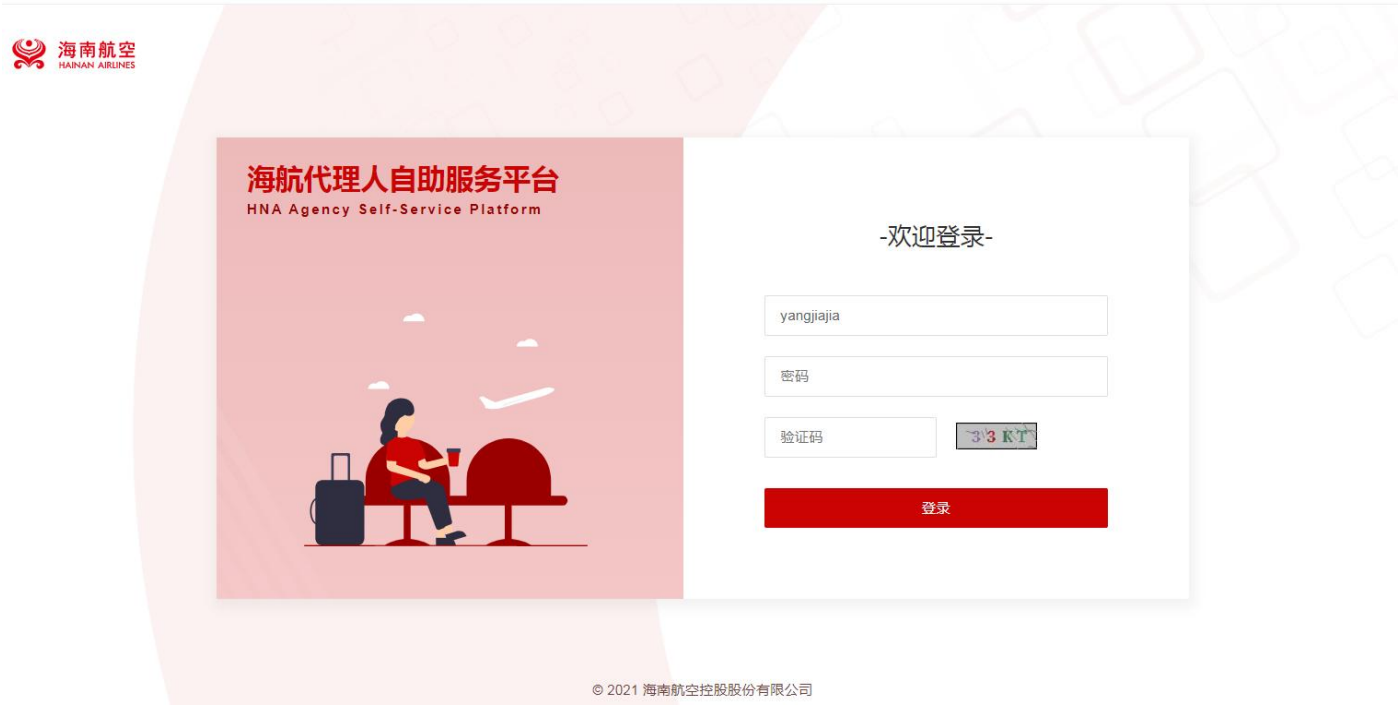 海南航空
HAINAN AIRLINES
海航代理人自助服务平台
HNA Agency Self-Service Platform
-欢迎登录-
yangjiajia
密码
验证码
33KT
登录
© 2021 海南航空控股股份有限公司